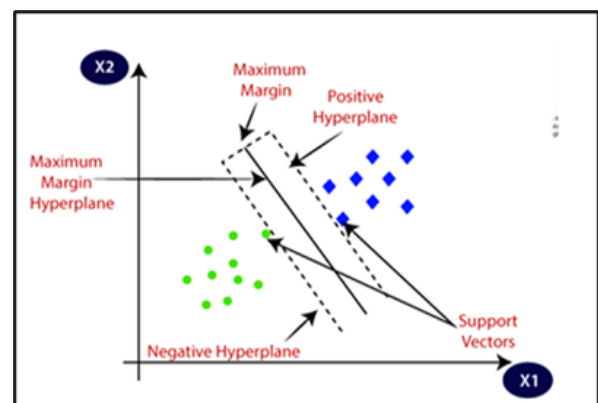 X2
Maximum
Margin
Positive
Hyperplane
Maximum
Margin
Hyperplane
Support
Vectors
Negative Hyperplane
X1